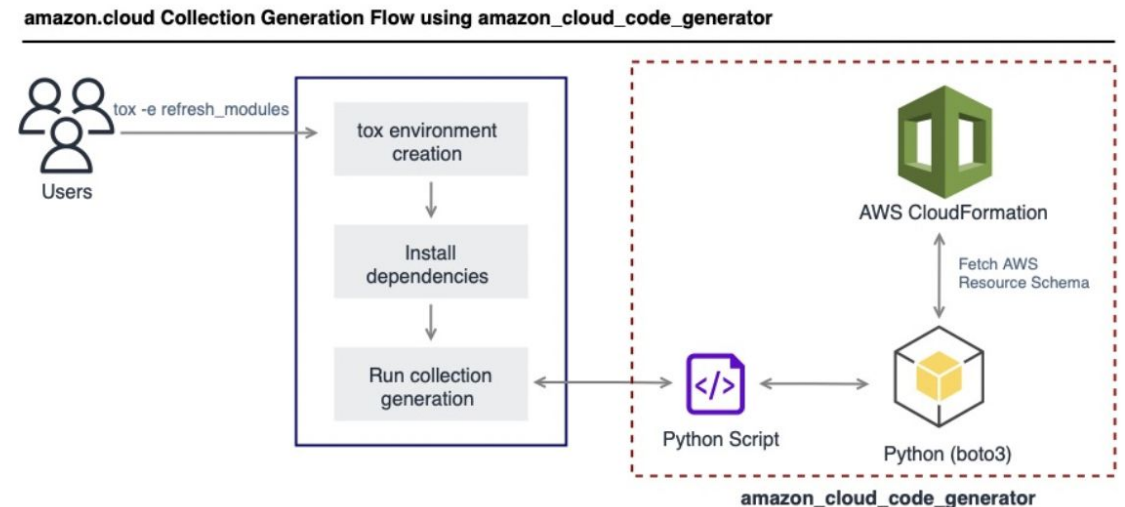 amazon.cloud Collection Generation Flow using amazon_cloud_code_generator
tox -e refresh_modules
Users
tox environment
creation
Install
dependencies
Run collection
generation
</>
Python Script
AWS CloudFormation
Fetch AWS
Resource Schema
Python (boto3)
amazon_cloud_code_generator